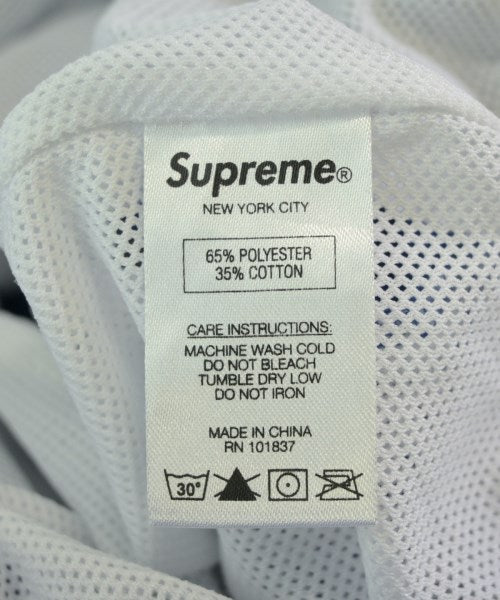 Supreme®
NEW YORK CITY
65% POLYESTER
35% COTTON
CARE INSTRUCTIONS:
MACHINE WASH COLD
DO NOT BLEACH
TUMBLE DRY LOW
DO NOT IRON
MADE IN CHINA
RN 101837
30°